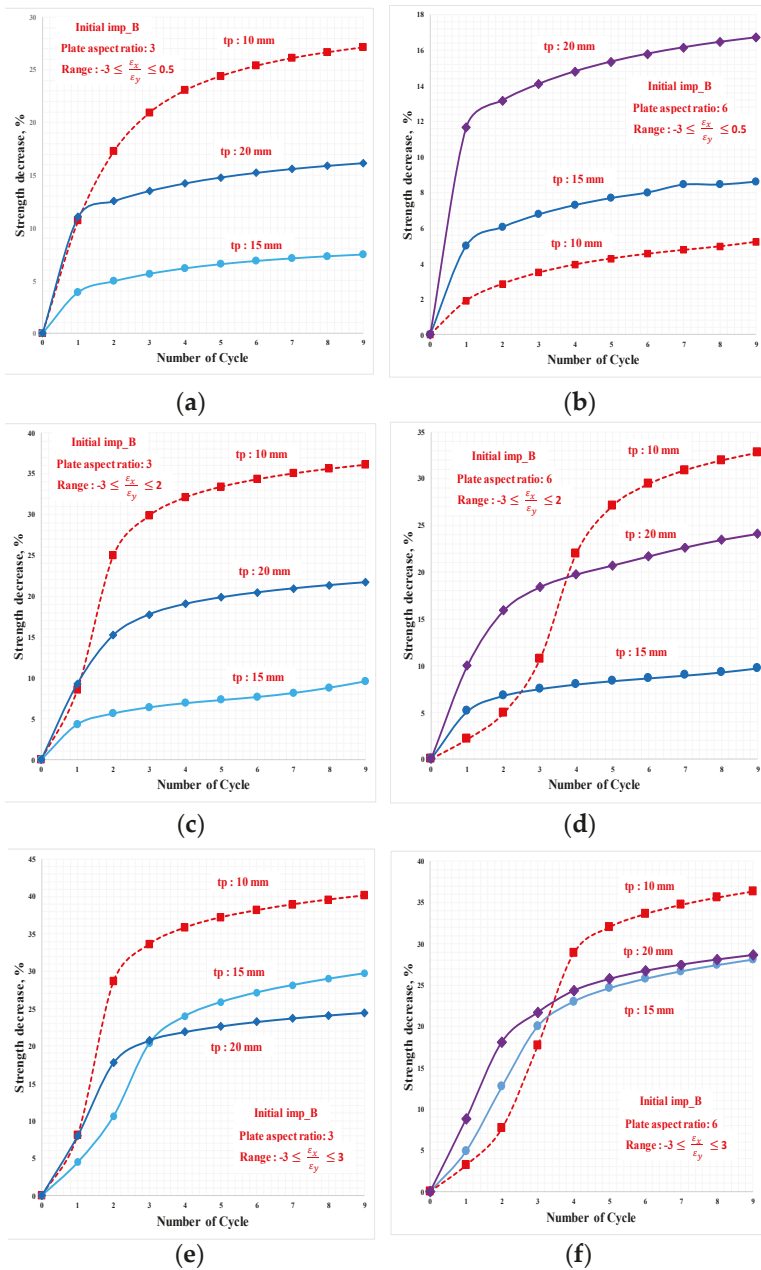 Initial imp_B
Plate aspect ratio: 3
Range : -3 ≤ εx/εy ≤ 0.5
tp : 10 mm
tp : 20 mm
tp : 15 mm
Strength decrease, %
30
25
20
15
10
5
0
0 1 2 3 4 5 6 7 8 9
Number of Cycle
(a)
tp : 20 mm
Initial imp_B
Plate aspect ratio: 6
Range : -3 ≤ εx/εy ≤ 0.5
tp : 15 mm
tp : 10 mm
Strength decrease, %
18
16
14
12
10
8
6
4
2
0
0 1 2 3 4 5 6 7 8 9
Number of Cycle
(b)
Initial imp_B
Plate aspect ratio: 3
Range : -3 ≤ εx/εy ≤ 2
tp : 10 mm
tp : 20 mm
tp : 15 mm
Strength decrease, %
40
35
30
25
20
15
10
5
0
0 1 2 3 4 5 6 7 8 9
Number of Cycle
(c)
Initial imp_B
Plate aspect ratio: 6
Range : -3 ≤ εx/εy ≤ 2
tp : 10 mm
tp : 20 mm
tp : 15 mm
Strength decrease, %
35
30
25
20
15
10
5
0
0 1 2 3 4 5 6 7 8 9
Number of Cycle
(d)
tp : 10 mm
tp : 15 mm
tp : 20 mm
Initial imp_B
Plate aspect ratio: 3
Range : -3 ≤ εx/εy ≤ 3
Strength decrease, %
45
40
35
30
25
20
15
10
5
0
0 1 2 3 4 5 6 7 8 9
Number of Cycle
(e)
tp : 10 mm
tp : 20 mm
tp : 15 mm
Initial imp_B
Plate aspect ratio: 6
Range : -3 ≤ εx/εy ≤ 3
Strength decrease, %
40
35
30
25
20
15
10
5
0
0 1 2 3 4 5 6 7 8 9
Number of Cycle
(f)